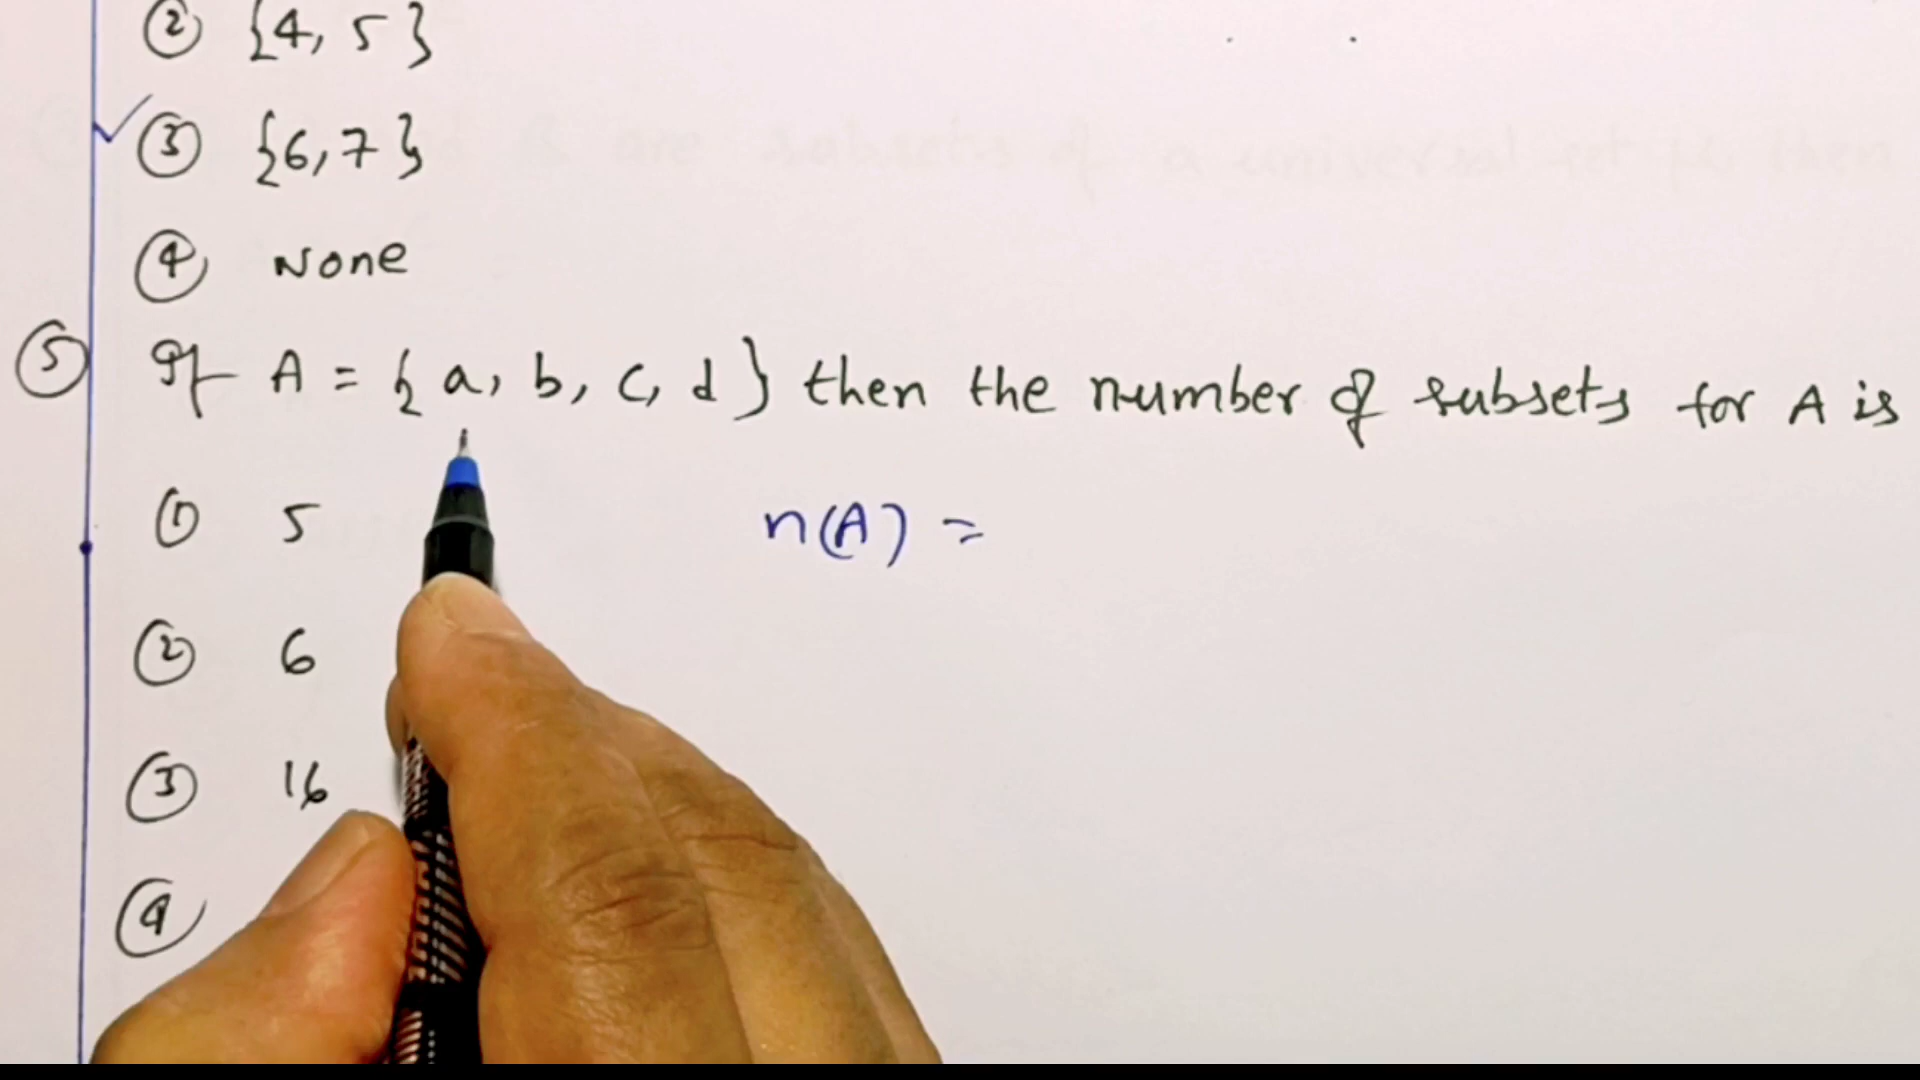 ② {4, 5}
③ {6, 7}
④ None
⑤ If A = {a, b, c, d} then the number of subsets for A is
① 5
n(A) =
② 6
③ 16
④